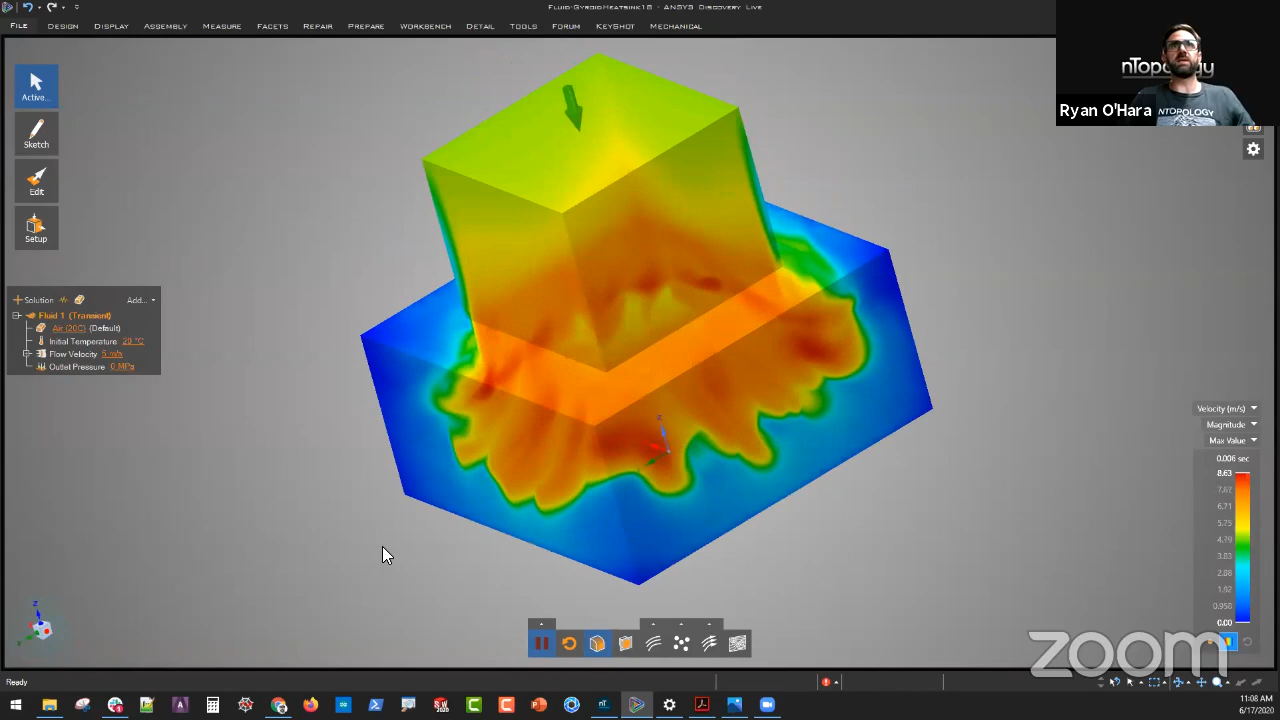 Fluid-GyroidHeatsink18 - ANSYS Discovery Live
FILE DESIGN DISPLAY ASSEMBLY MEASURE FACETS REPAIR PREPARE WORKBENCH DETAIL TOOLS FORUM KEYSHOT MECHANICAL
nTopology
NTOPOLOGY
Ryan O'Hara
Active...
Sketch
Edit
Setup
Solution Add...
Fluid 1 (Transient)
Air (20C) (Default)
Initial Temperature 20 °C
Flow Velocity 5 m/s
Outlet Pressure 0 MPa
Z
Velocity (m/s)
Magnitude
Max Value
0.006 sec
8.63
7.67
6.71
5.75
4.79
3.83
2.88
1.92
0.958
0.00
Z
Y
zoom
Ready
11:08 AM
6/17/2020